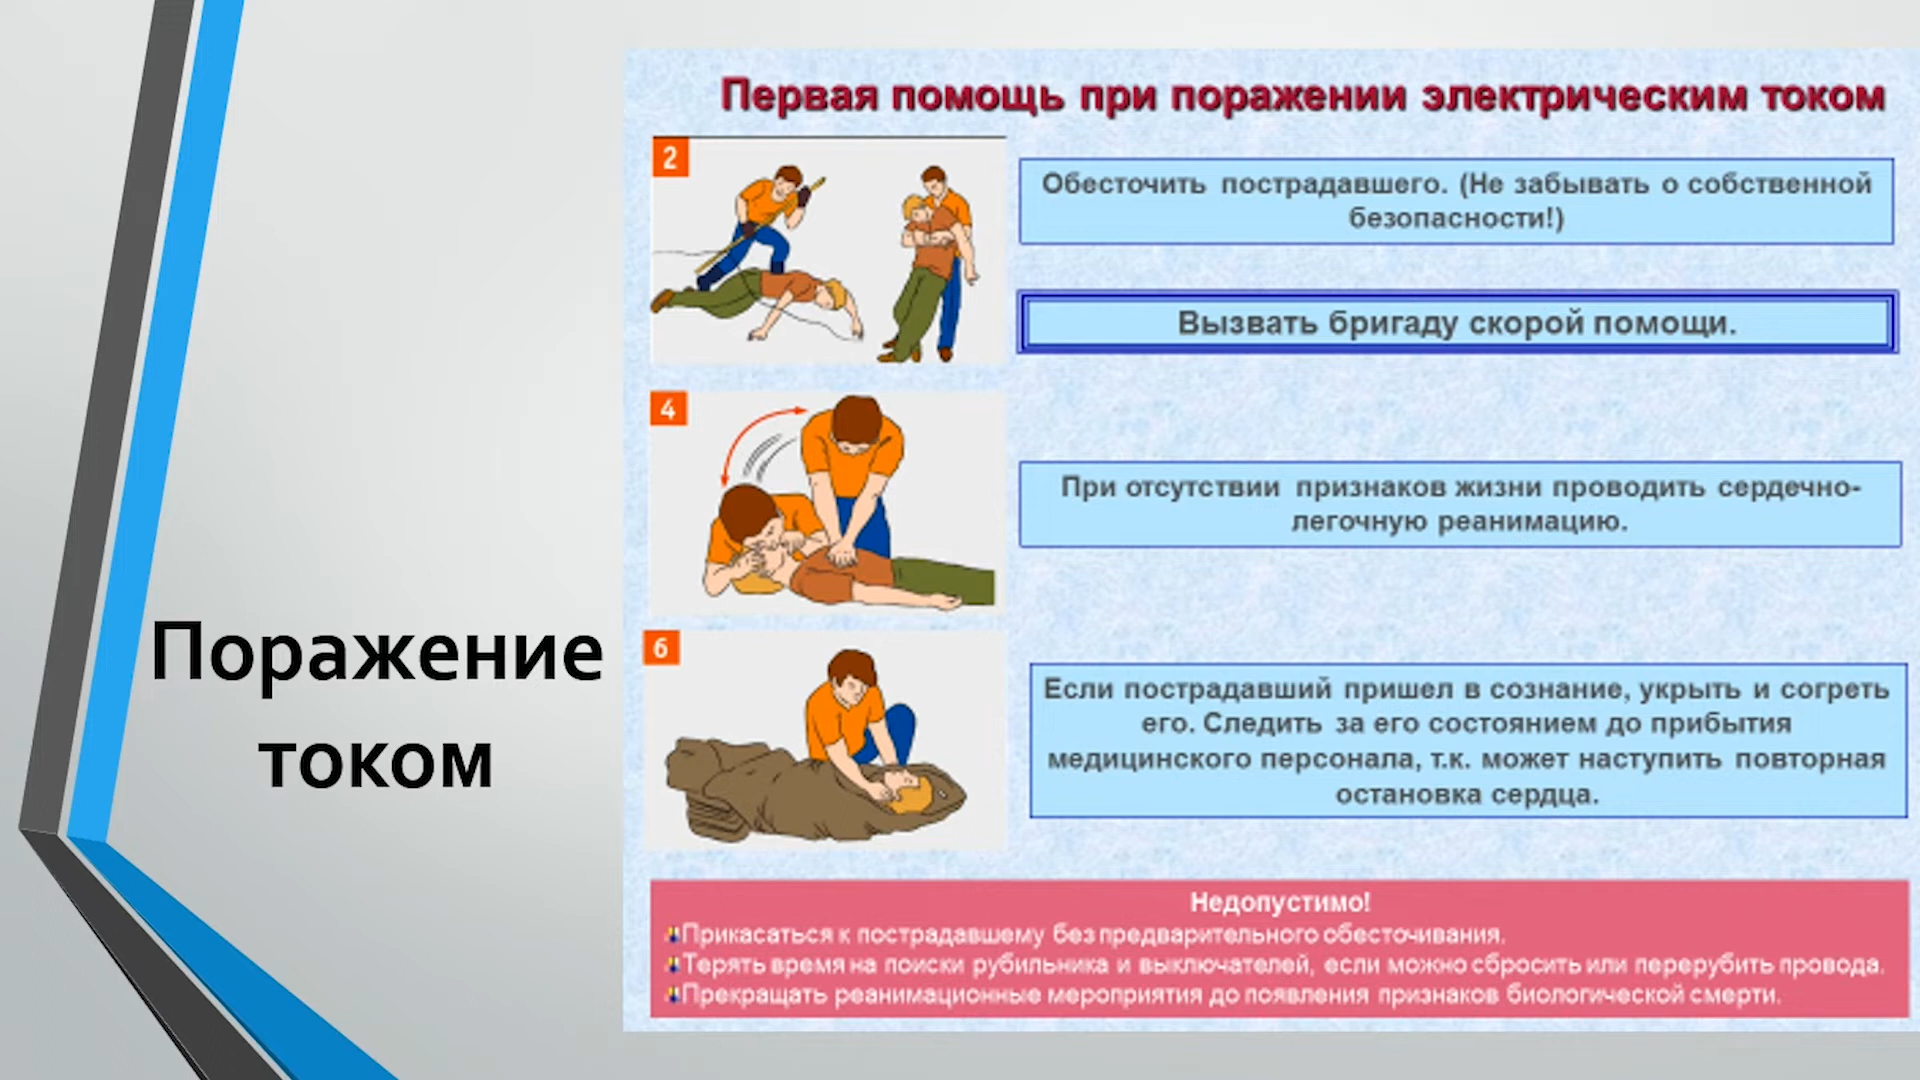 Поражение
током
Первая помощь при поражении электрическим током
2
Обесточить пострадавшего. (Не забывать о собственной
безопасности!)
Вызвать бригаду скорой помощи.
4
При отсутствии признаков жизни проводить сердечно-
легочную реанимацию.
6
Если пострадавший пришел в сознание, укрыть и согреть
его. Следить за его состоянием до прибытия
медицинского персонала, т.к. может наступить повторная
остановка сердца.
Недопустимо!
Прикасаться к пострадавшему без предварительного обесточивания.
Терять время на поиски рубильника и выключателей, если можно сбросить или перерубить провода.
Прекращать реанимационные мероприятия до появления признаков биологической смерти.